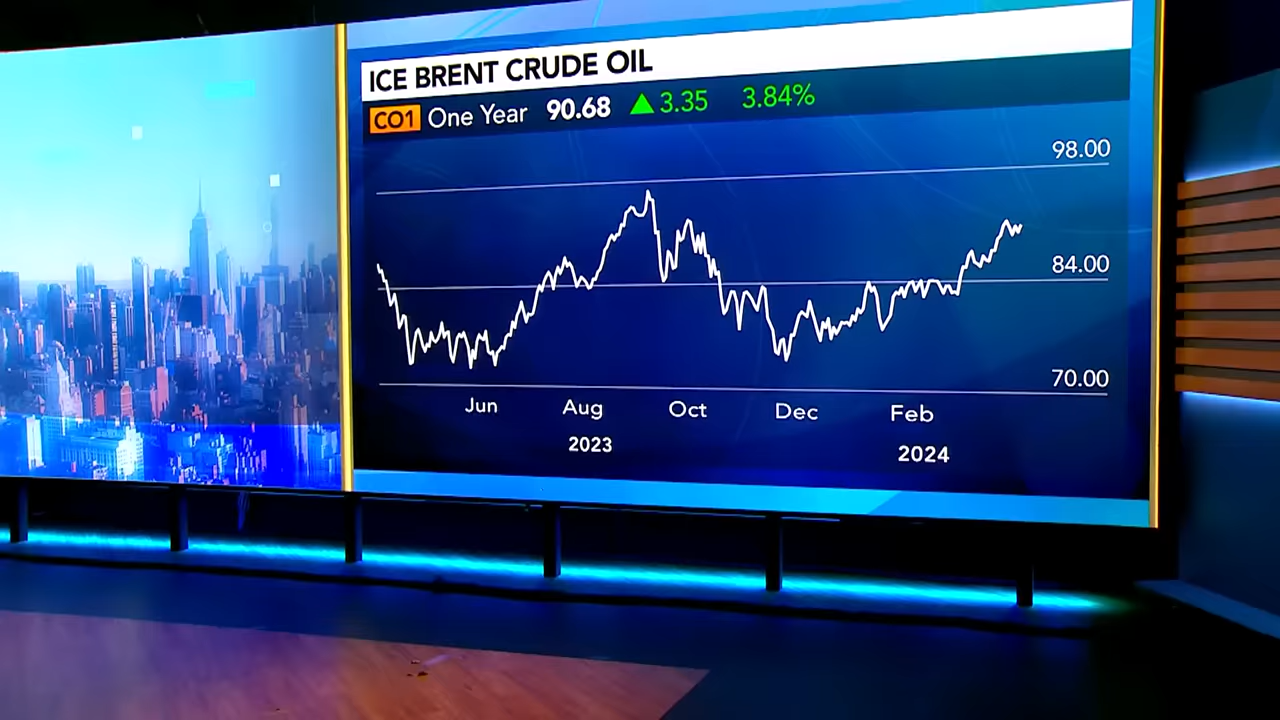 ICE BRENT CRUDE OIL
CO1 One Year 90.68 ▲ 3.35 3.84%
98.00
84.00
70.00
Jun Aug Oct Dec Feb
2023 2024